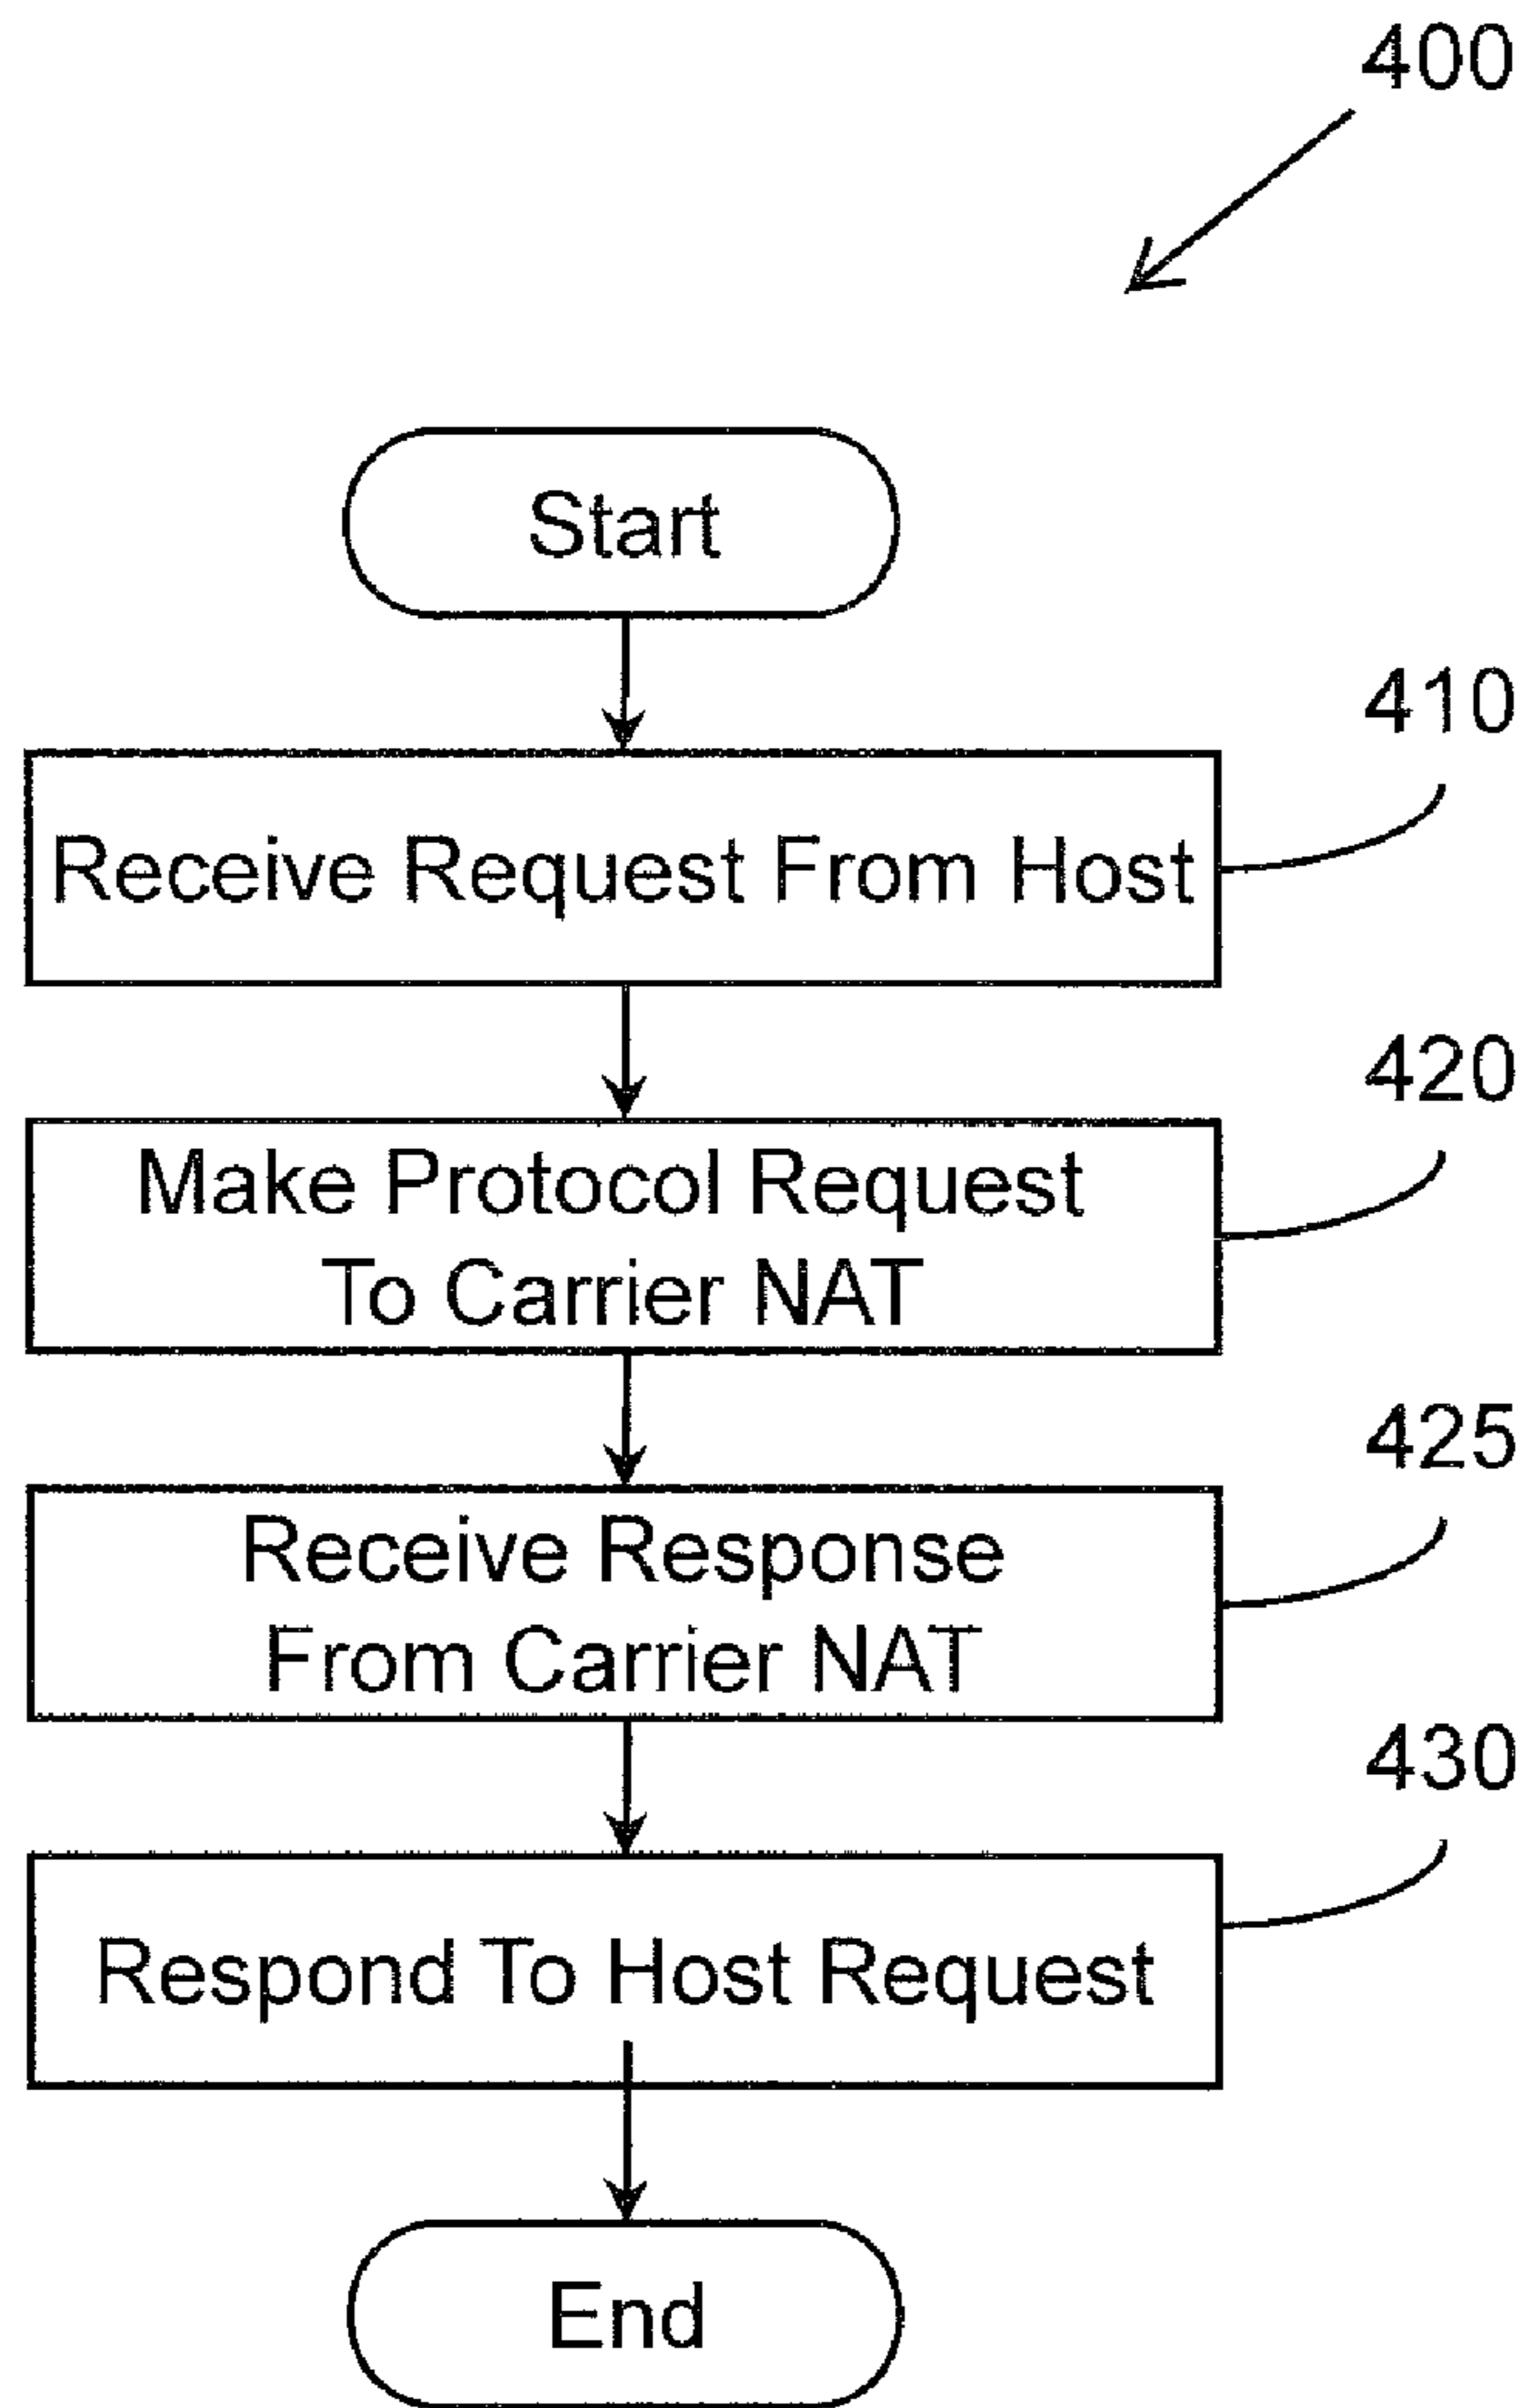 400
Start
410
Receive Request From Host
420
Make Protocol Request
To Carrier NAT
425
Receive Response
From Carrier NAT
430
Respond To Host Request
End